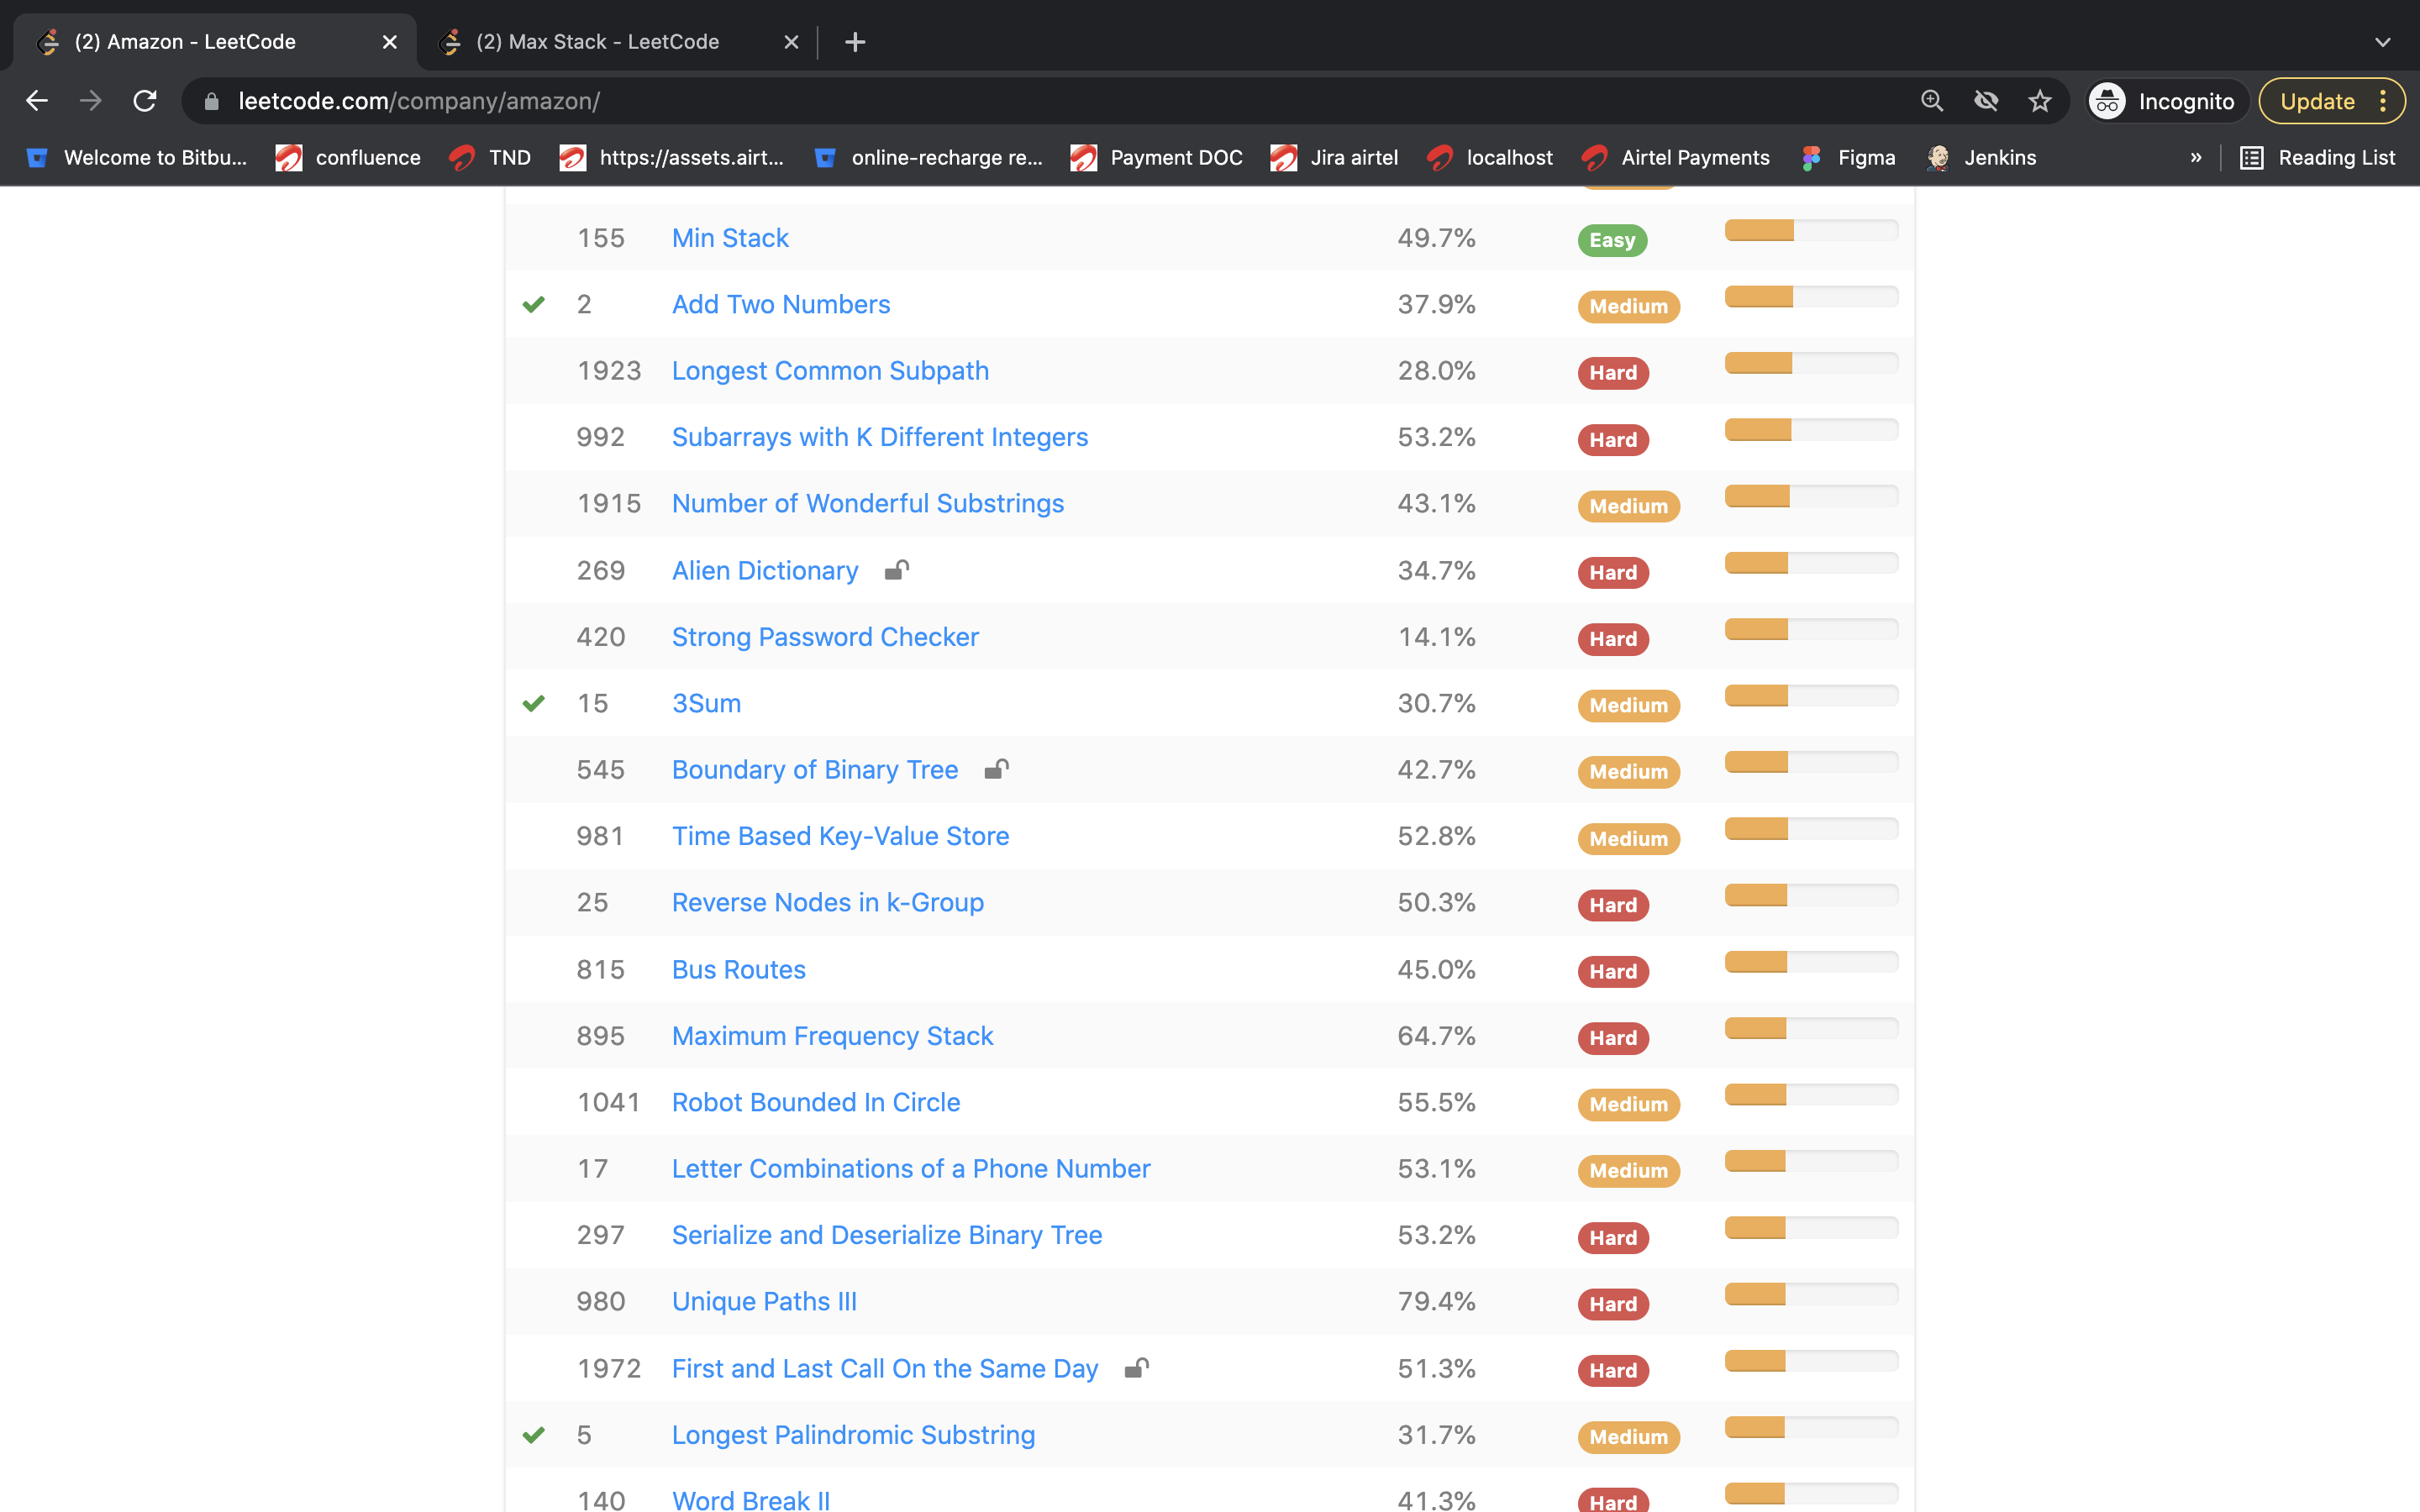 (2) Amazon - LeetCode
(2) Max Stack - LeetCode
leetcode.com/company/amazon/
Incognito
Update
Welcome to Bitbu...
confluence
TND
https://assets.airt...
online-recharge re...
Payment DOC
Jira airtel
localhost
Airtel Payments
Figma
Jenkins
»
Reading List
155 Min Stack 49.7% Easy
2 Add Two Numbers 37.9% Medium
1923 Longest Common Subpath 28.0% Hard
992 Subarrays with K Different Integers 53.2% Hard
1915 Number of Wonderful Substrings 43.1% Medium
269 Alien Dictionary 34.7% Hard
420 Strong Password Checker 14.1% Hard
15 3Sum 30.7% Medium
545 Boundary of Binary Tree 42.7% Medium
981 Time Based Key-Value Store 52.8% Medium
25 Reverse Nodes in k-Group 50.3% Hard
815 Bus Routes 45.0% Hard
895 Maximum Frequency Stack 64.7% Hard
1041 Robot Bounded In Circle 55.5% Medium
17 Letter Combinations of a Phone Number 53.1% Medium
297 Serialize and Deserialize Binary Tree 53.2% Hard
980 Unique Paths III 79.4% Hard
1972 First and Last Call On the Same Day 51.3% Hard
5 Longest Palindromic Substring 31.7% Medium
140 Word Break II 41.3% Hard